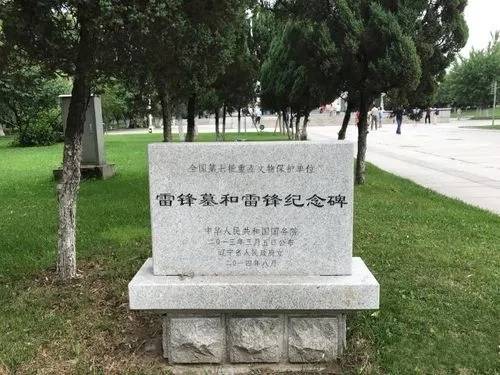 全国第七批重点文物保护单位
雷锋墓和雷锋纪念碑
中华人民共和国国务院
二〇一三年三月五日公布
辽宁省人民政府立
二〇一四年八月